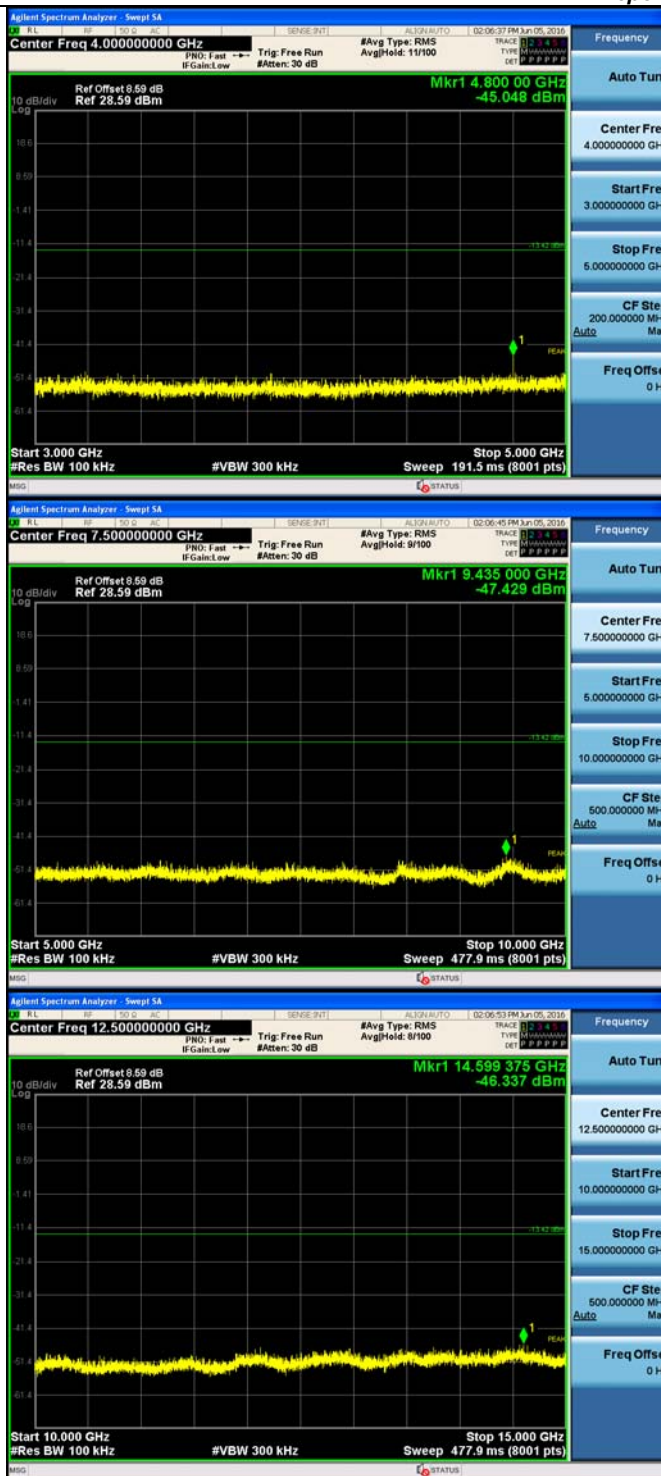 Agilent Spectrum Analyzer - Swept SA
RL RF 50 Ω AC SENSE:INT ALIGN AUTO 02:06:37 PM Jun 05, 2016
Center Freq 4.000000000 GHz #Avg Type: RMS TRACE 1 2 3 4 5 6 Frequency
PNO: Fast Trig: Free Run Avg|Hold: 11/100 TYPE M
IFGain:Low #Atten: 30 dB DET P P P P P P
Auto Tun
Mkr1 4.800 00 GHz
Ref Offset 8.59 dB
10 dB/div Ref 28.59 dBm -45.048 dBm
Log
Center Fre
4.000000000 GH
18.6
8.59
Start Fre
3.000000000 GH
-1.41
-11.4
-13.42 dBm
Stop Fre
5.000000000 GH
-21.4
-31.4
CF Ste
200.000000 MH
Auto Ma
-41.4
1
PEAK
-51.4
Freq Offse
0 H
-61.4
Start 3.000 GHz Stop 5.000 GHz
#Res BW 100 kHz #VBW 300 kHz Sweep 191.5 ms (8001 pts)
MSG STATUS
Agilent Spectrum Analyzer - Swept SA
RL RF 50 Ω AC SENSE:INT ALIGN AUTO 02:06:45 PM Jun 05, 2016
Center Freq 7.500000000 GHz #Avg Type: RMS TRACE 1 2 3 4 5 6 Frequency
PNO: Fast Trig: Free Run Avg|Hold: 9/100 TYPE M
IFGain:Low #Atten: 30 dB DET P P P P P P
Auto Tun
Mkr1 9.435 000 GHz
Ref Offset 8.59 dB
10 dB/div Ref 28.59 dBm -47.429 dBm
Log
Center Fre
7.500000000 GH
18.6
8.59
Start Fre
5.000000000 GH
-1.41
-11.4
-13.42 dBm
Stop Fre
10.000000000 GH
-21.4
-31.4
CF Ste
500.000000 MH
Auto Ma
-41.4
1
PEAK
-51.4
Freq Offse
0 H
-61.4
Start 5.000 GHz Stop 10.000 GHz
#Res BW 100 kHz #VBW 300 kHz Sweep 477.9 ms (8001 pts)
MSG STATUS
Agilent Spectrum Analyzer - Swept SA
RL RF 50 Ω AC SENSE:INT ALIGN AUTO 02:06:53 PM Jun 05, 2016
Center Freq 12.500000000 GHz #Avg Type: RMS TRACE 1 2 3 4 5 6 Frequency
PNO: Fast Trig: Free Run Avg|Hold: 8/100 TYPE M
IFGain:Low #Atten: 30 dB DET P P P P P P
Auto Tun
Mkr1 14.599 375 GHz
Ref Offset 8.59 dB
10 dB/div Ref 28.59 dBm -46.337 dBm
Log
Center Fre
12.500000000 GH
18.6
8.59
Start Fre
10.000000000 GH
-1.41
-11.4
-13.42 dBm
Stop Fre
15.000000000 GH
-21.4
-31.4
CF Ste
500.000000 MH
Auto Ma
-41.4
1
PEAK
-51.4
Freq Offse
0 H
-61.4
Start 10.000 GHz Stop 15.000 GHz
#Res BW 100 kHz #VBW 300 kHz Sweep 477.9 ms (8001 pts)
MSG STATUS